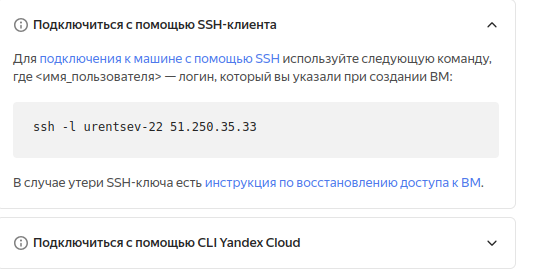 Подключиться с помощью SSH-клиента
Для подключения к машине с помощью SSH используйте следующую команду,
где <имя_пользователя> — логин, который вы указали при создании ВМ:
ssh -l urentsev-22 51.250.35.33
В случае утери SSH-ключа есть инструкция по восстановлению доступа к ВМ.
Подключиться с помощью CLI Yandex Cloud